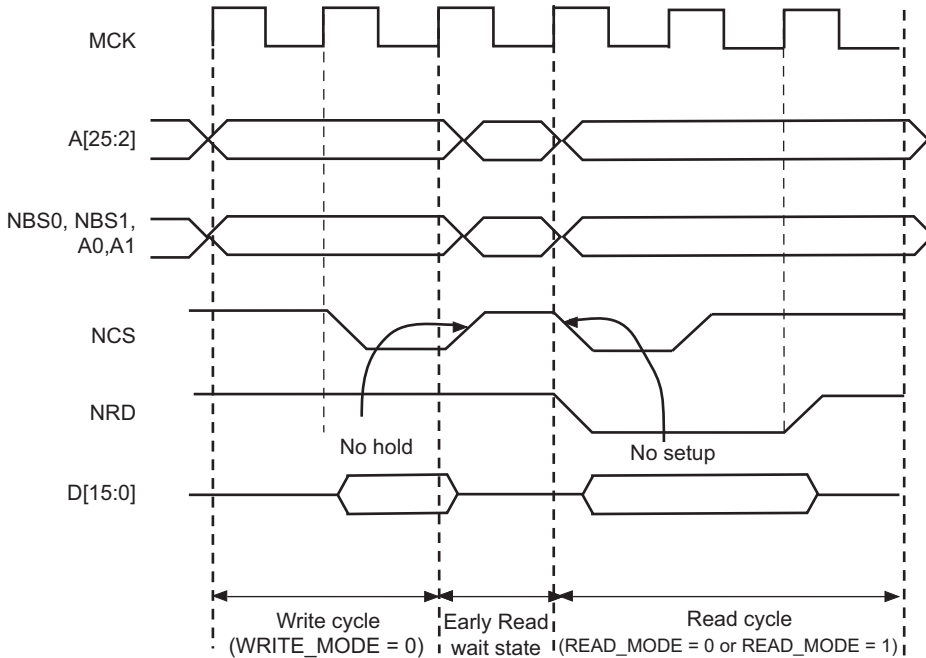 MCK
A[25:2]
NBS0, NBS1,
A0,A1
NCS
NRD
No hold
No setup
D[15:0]
Write cycle
(WRITE_MODE = 0)
Early Read
wait state
Read cycle
(READ_MODE = 0 or READ_MODE = 1)